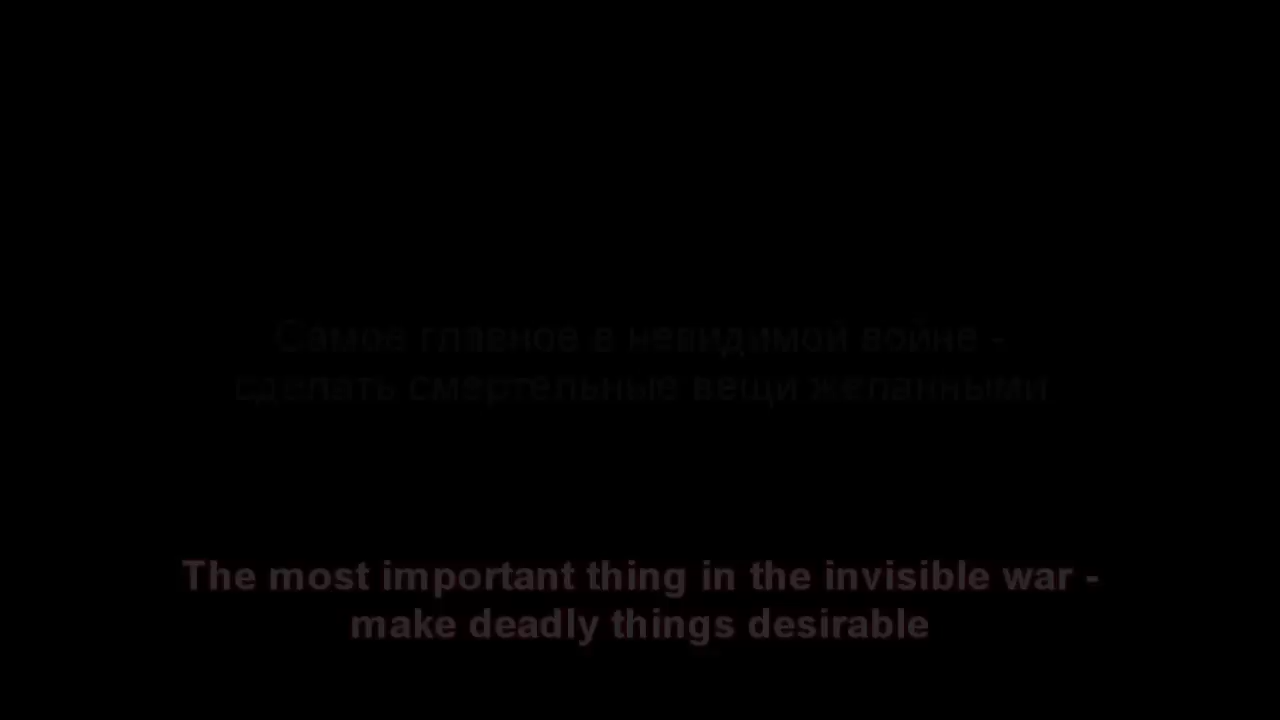 Самое главное в невидимой войне -
сделать смертельные вещи желанными
The most important thing in the invisible war -
make deadly things desirable